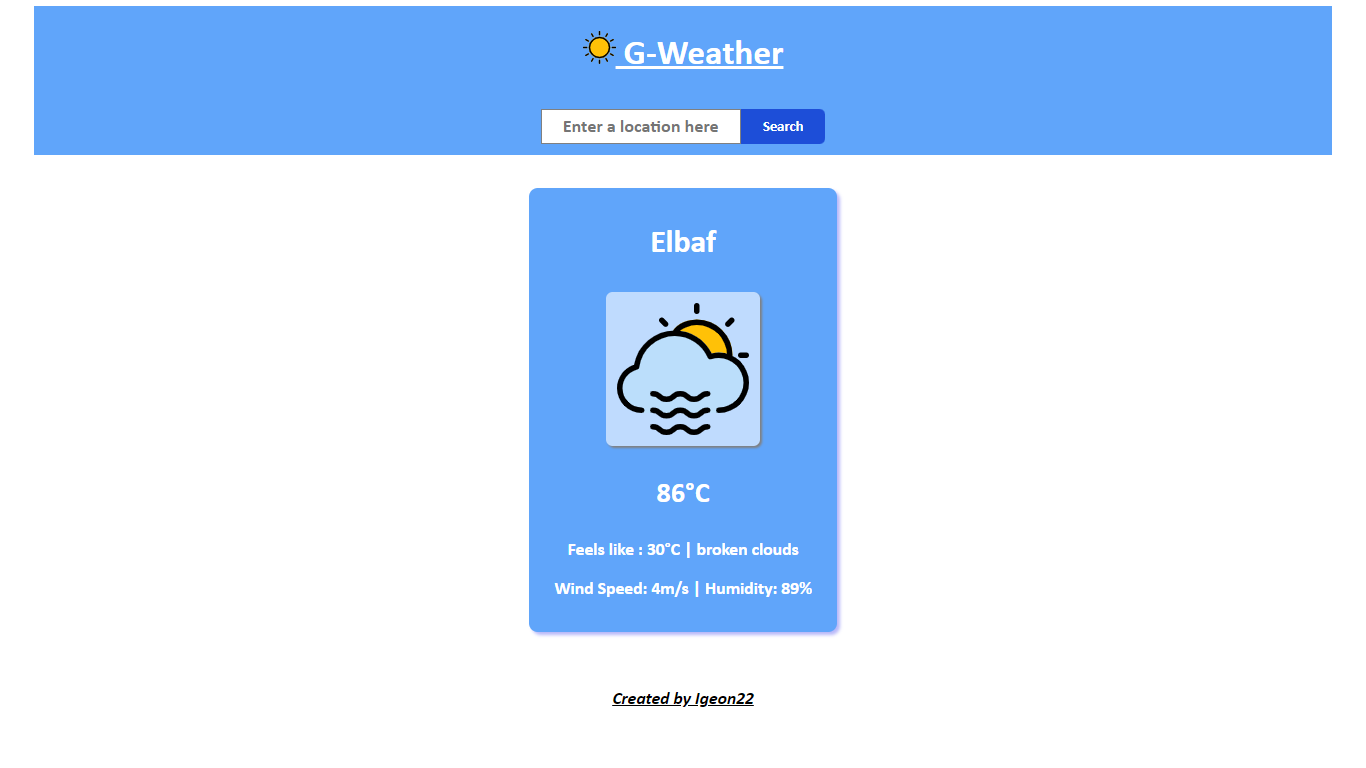 G-Weather
Enter a location here Search
Elbaf
86°C
Feels like : 30°C | broken clouds
Wind Speed: 4m/s | Humidity: 89%
Created by Igeon22